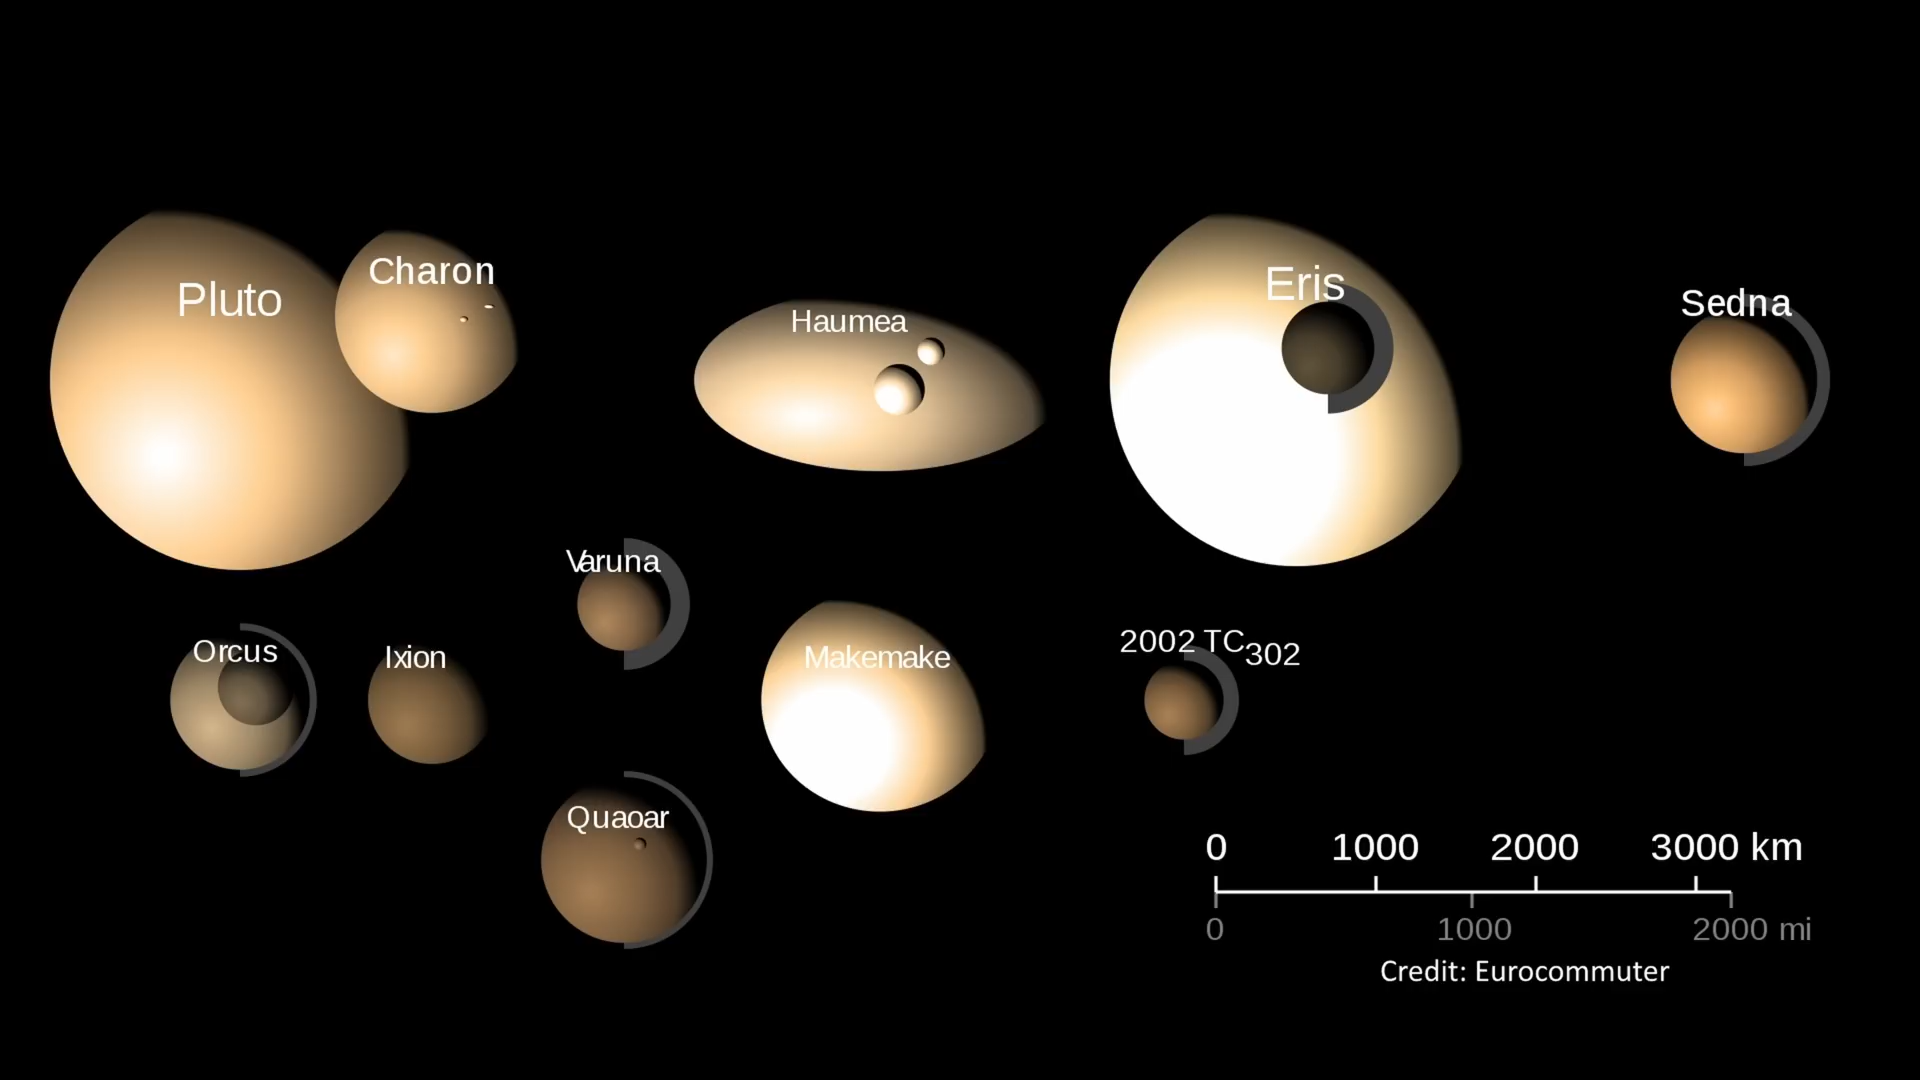 Pluto
Charon
Haumea
Eris
Sedna
Varuna
Orcus
Ixion
Makemake
2002 TC302
Quaoar
0 1000 2000 3000 km
0 1000 2000 mi
Credit: Eurocommuter